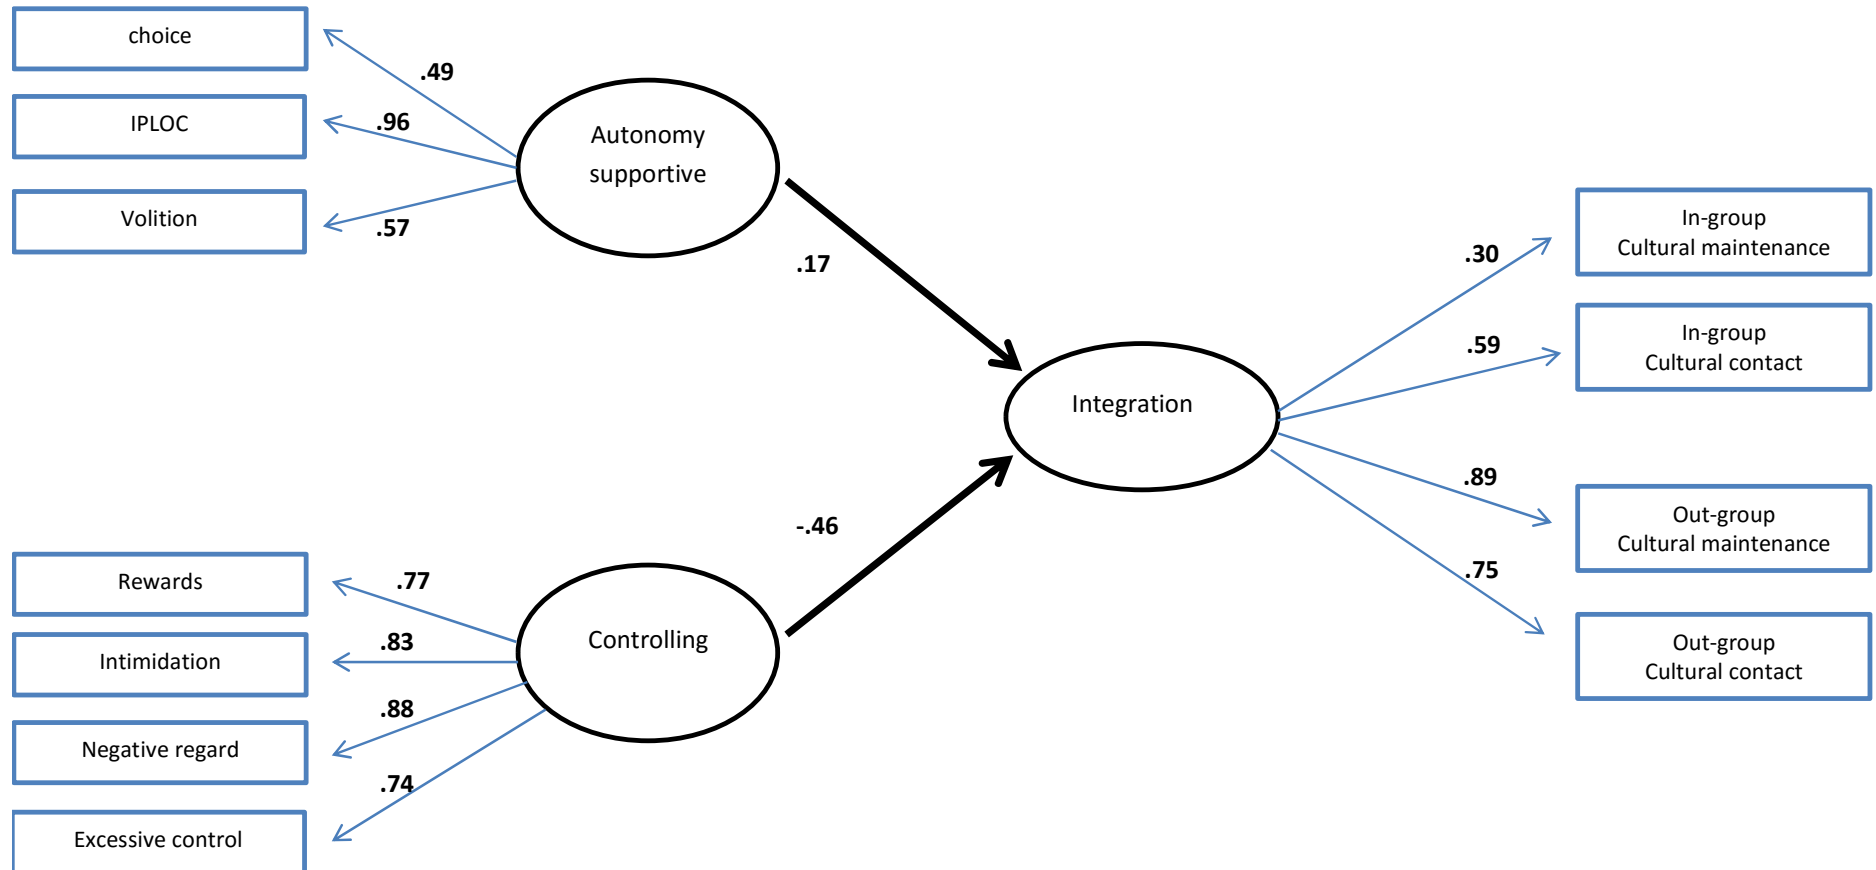 choice
.49
IPLOC
.96
Volition
.57
Autonomy
supportive
.17
In-group
Cultural maintenance
.30
In-group
Cultural contact
.59
Integration
.89
Out-group
Cultural maintenance
.75
Out-group
Cultural contact
-.46
Rewards
.77
Intimidation
.83
Controlling
Negative regard
.88
Excessive control
.74